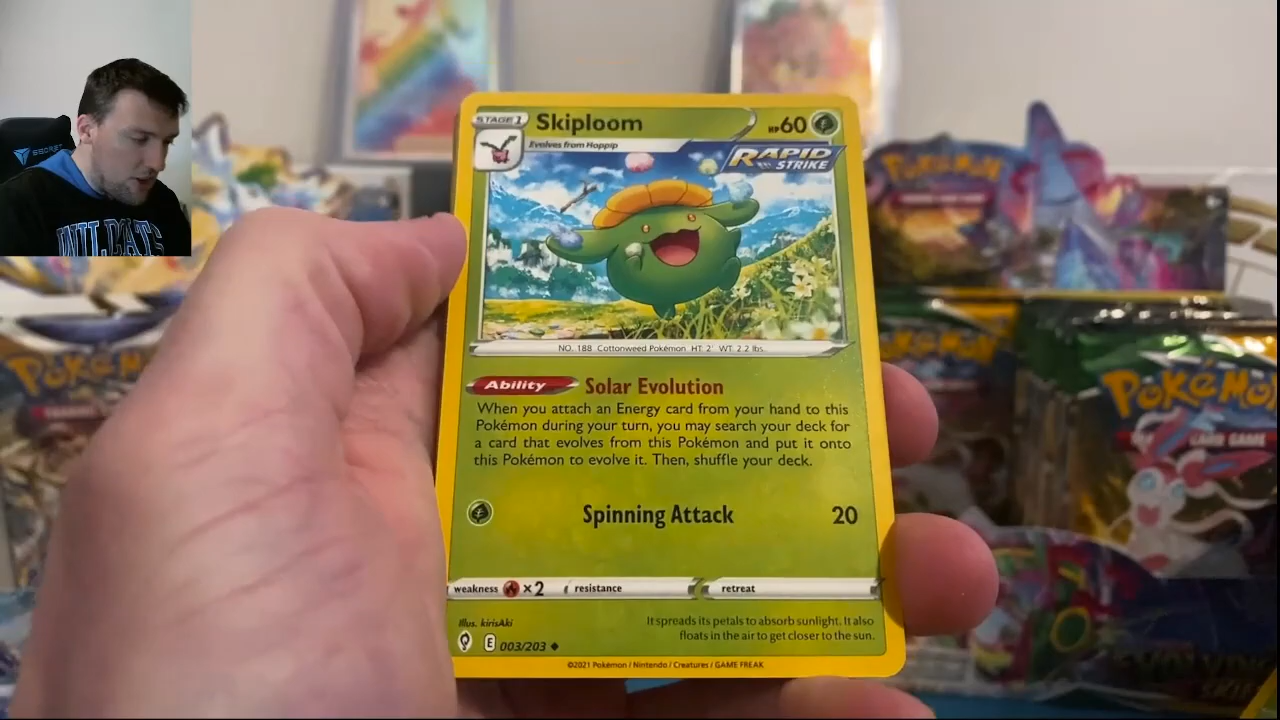 STAGE 1
Skiploom
HP60
Evolves from Hoppip
RAPID
STRIKE
NO. 188 Cottonweed Pokémon HT: 2' WT: 2.2 lbs.
Ability Solar Evolution
When you attach an Energy card from your hand to this
Pokémon during your turn, you may search your deck for
a card that evolves from this Pokémon and put it onto
this Pokémon to evolve it. Then, shuffle your deck.
Spinning Attack 20
weakness ×2 resistance retreat
Illus. kirisAki
It spreads its petals to absorb sunlight. It also
floats in the air to get closer to the sun.
E 003/203
©2021 Pokémon / Nintendo / Creatures / GAME FREAK
WILDCATS
POKÉMON
POKÉMON
POKÉMON
CARD GAME